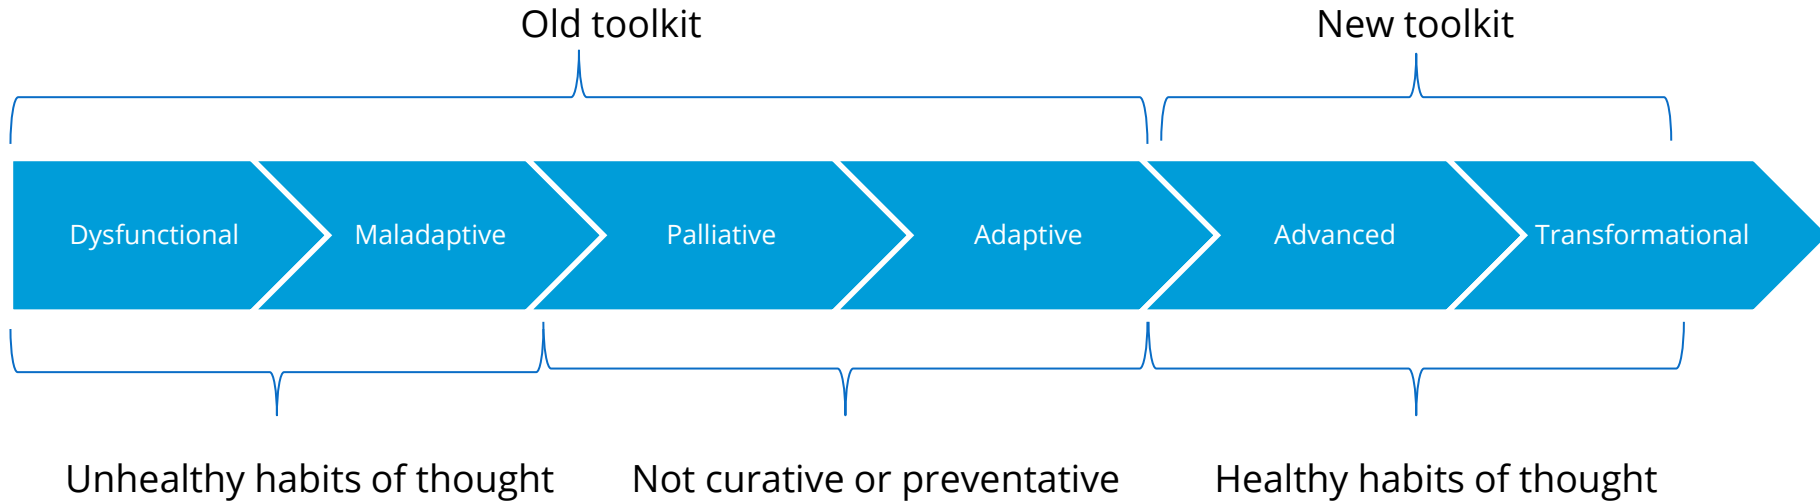 Old toolkit
New toolkit
Dysfunctional
Maladaptive
Palliative
Adaptive
Advanced
Transformational
Unhealthy habits of thought
Not curative or preventative
Healthy habits of thought